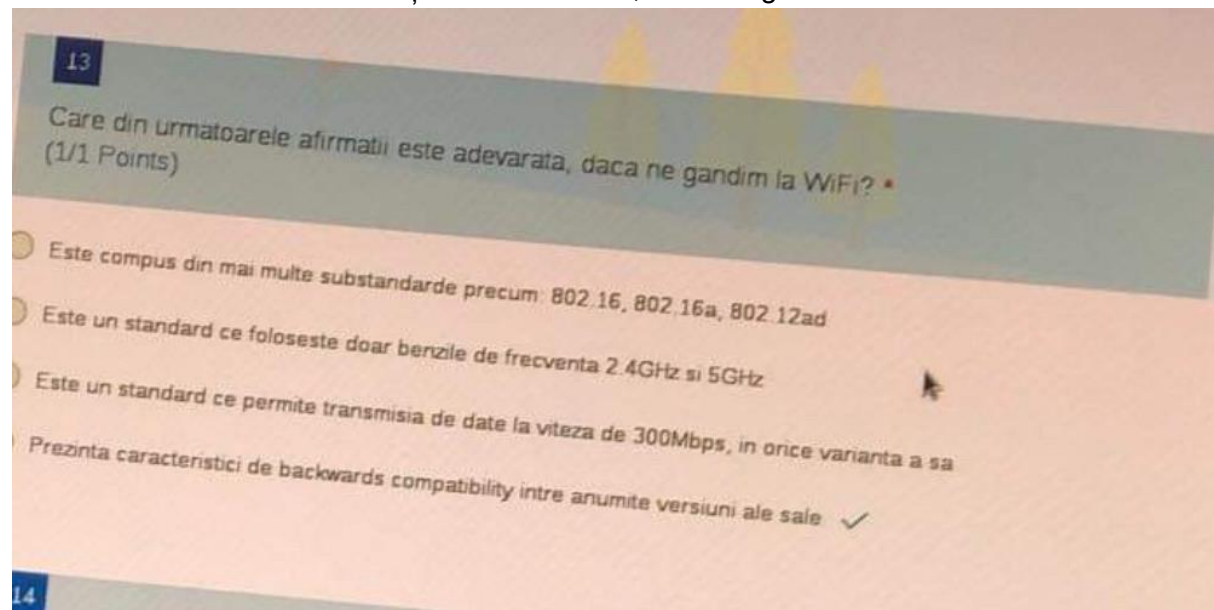 13
Care din urmatoarele afirmatii este adevarata, daca ne gandim la WiFi? *
(1/1 Points)
Este compus din mai multe substandarde precum: 802.16, 802.16a, 802.12ad
Este un standard ce foloseste doar benzile de frecventa 2.4GHz si 5GHz
Este un standard ce permite transmisia de date la viteza de 300Mbps, in orice varianta a sa
Prezinta caracteristici de backwards compatibility intre anumite versiuni ale sale
14